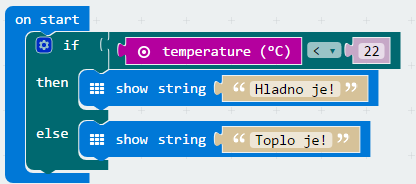 on start
if temperature (°C) < 22
then show string “ Hladno je! ”
else show string “ Toplo je! ”